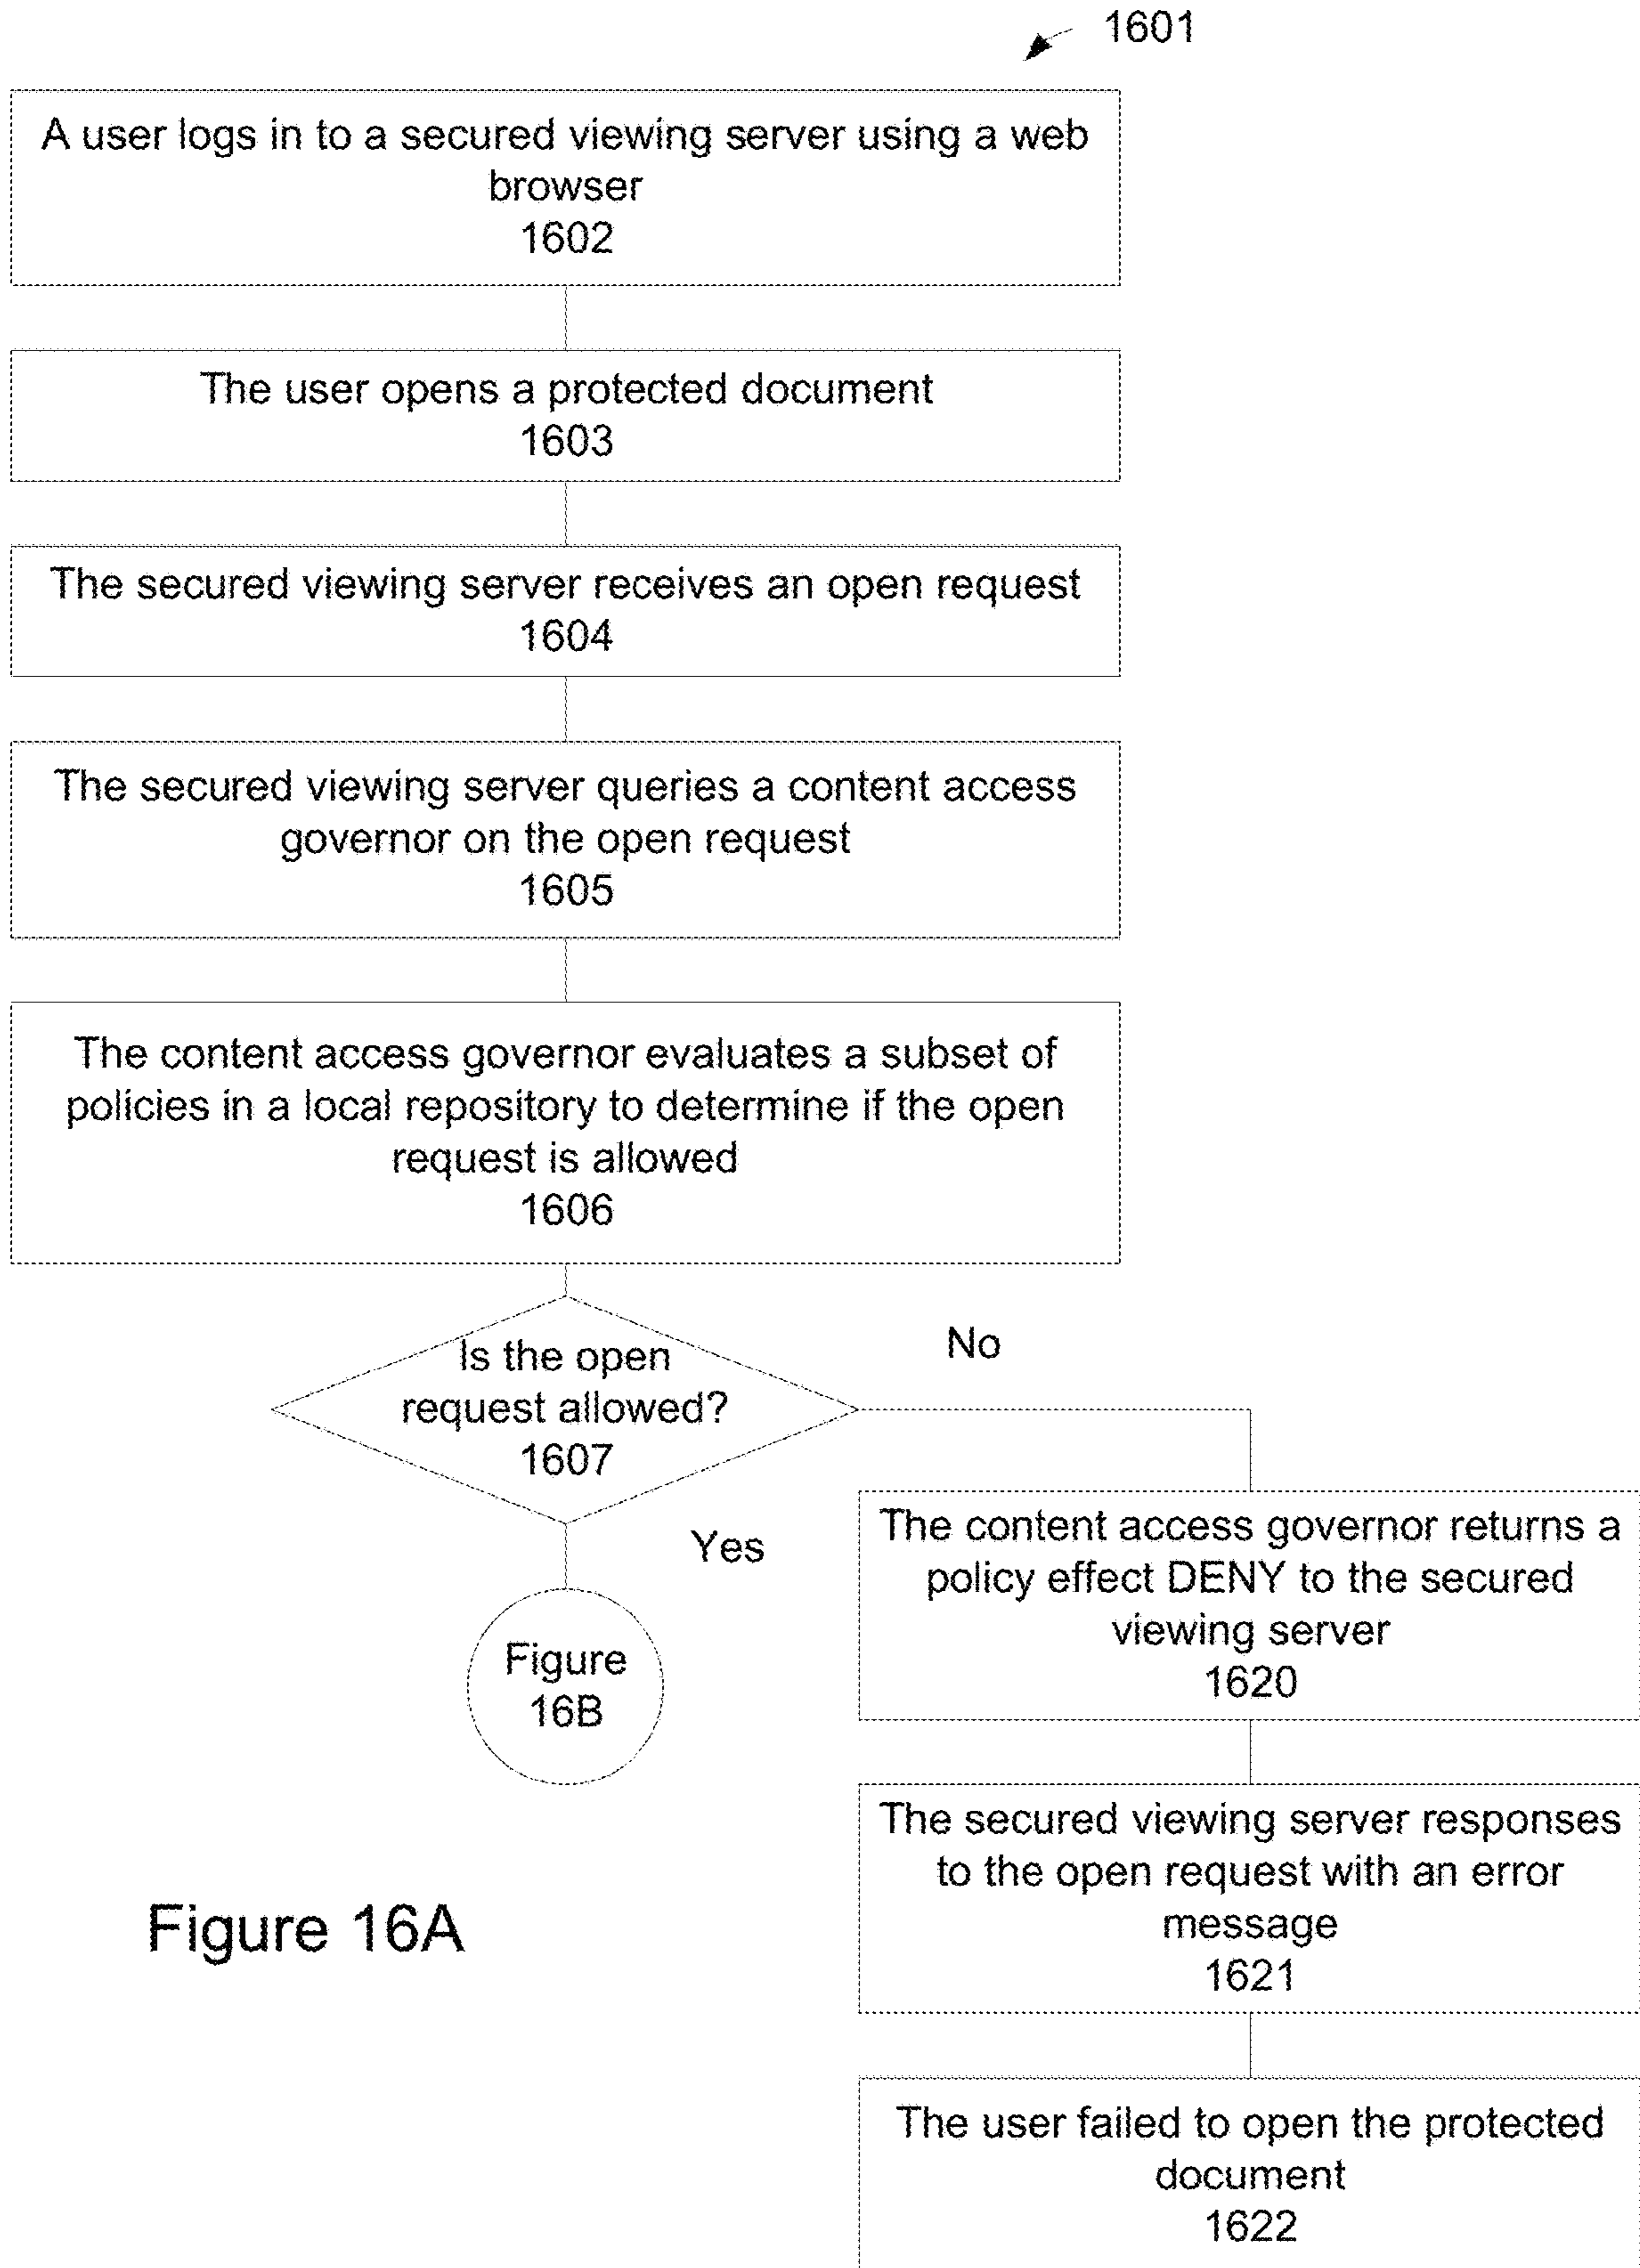 1601
A user logs in to a secured viewing server using a web
browser
1602
The user opens a protected document
1603
The secured viewing server receives an open request
1604
The secured viewing server queries a content access
governor on the open request
1605
The content access governor evaluates a subset of
policies in a local repository to determine if the open
request is allowed
1606
Is the open
request allowed?
1607
No
Yes
Figure
16B
The content access governor returns a
policy effect DENY to the secured
viewing server
1620
The secured viewing server responses
to the open request with an error
message
1621
The user failed to open the protected
document
1622
Figure 16A